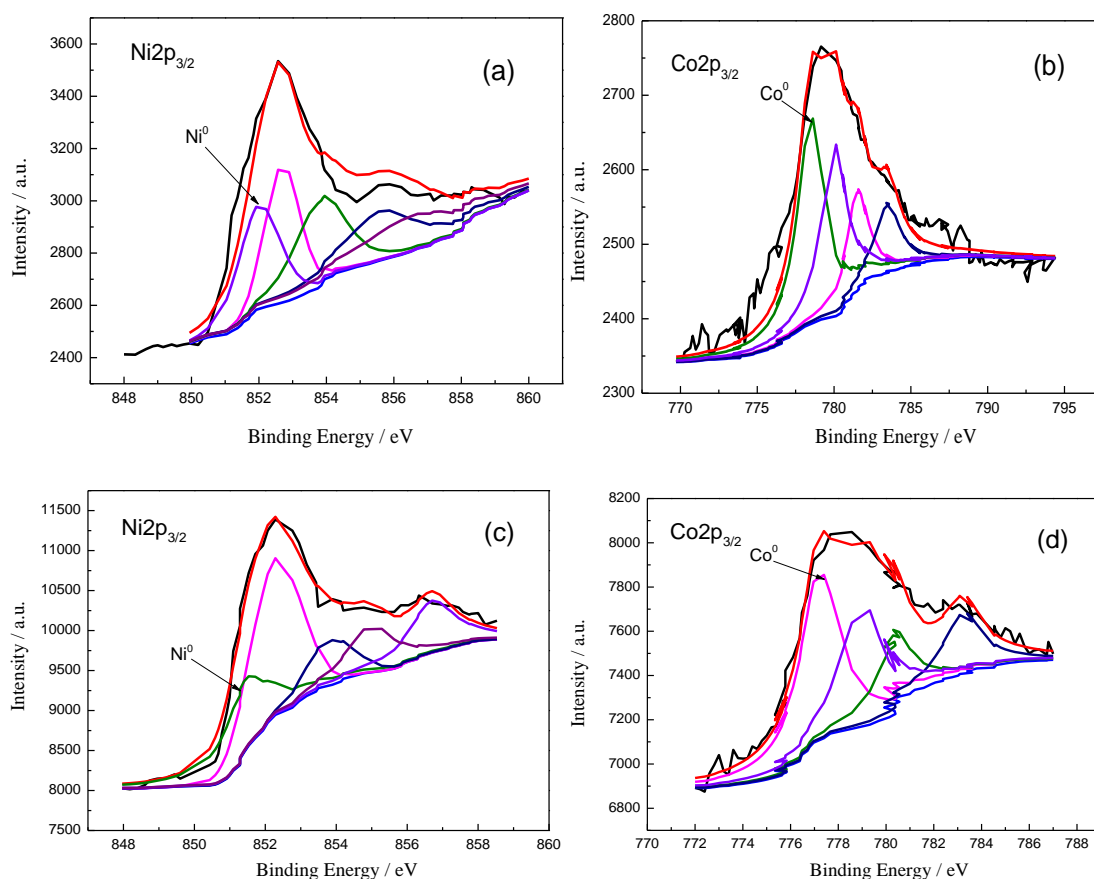 Ni2p3/2
(a)
Ni0
Intensity / a.u.
3600
3400
3200
3000
2800
2600
2400
848 850 852 854 856 858 860
Binding Energy / eV
Co2p3/2
(b)
Co0
Intensity / a.u.
2800
2700
2600
2500
2400
2300
770 775 780 785 790 795
Binding Energy / eV
Ni2p3/2
(c)
Ni0
Intensity / a.u.
11500
11000
10500
10000
9500
9000
8500
8000
7500
848 850 852 854 856 858 860
Binding Energy / eV
Co2p3/2
(d)
Co0
Intensity / a.u.
8200
8000
7800
7600
7400
7200
7000
6800
770 772 774 776 778 780 782 784 786 788
Binding Energy / eV